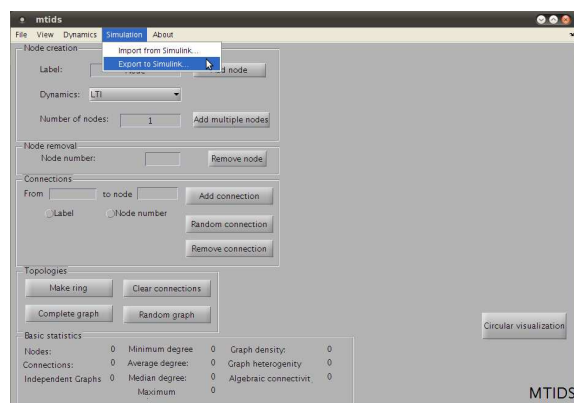 mtids
File View Dynamics Simulation About
Import from Simulink...
Export to Simulink...
Node creation
Label:
Dynamics: LTI
Number of nodes: 1 Add multiple nodes
Node removal
Node number: Remove node
Connections
From to node Add connection
Label Node number
Random connection
Remove connection
Topologies
Make ring Clear connections
Complete graph Random graph
Circular visualization
Basic statistics
Nodes: 0 Minimum degree 0 Graph density: 0
Connections: 0 Average degree: 0 Graph heterogenity 0
Independent Graphs 0 Median degree: 0 Algebraic connectivit 0
Maximum 0
MTIDS